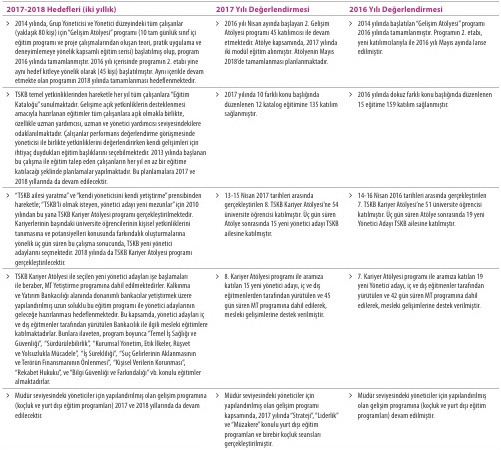 2017-2018 Hedefleri (iki yıllık)
2017 Yılı Değerlendirmesi
2016 Yılı Değerlendirmesi
> 2014 yılında, Grup Yöneticisi ve Yönetici düzeyindeki tüm çalışanlar
(yaklaşık 80 kişi) için “Gelişim Atölyesi” programı (10 tam günlük sınıf içi
eğitim programı ve proje çalışmalarından oluşan teori, pratik uygulama ve
deneyimlemeye yönelik kapsamlı eğitim serisi) başlatılmış olup, program
2016 yılında tamamlanmıştır. 2016 yılı içerisinde programın 2. etabı yine
aynı hedef kitleye yönelik olarak (45 kişi) başlatılmıştır. Aynı içerikle devam
etmekte olan programın 2018 yılında tamamlanması hedeflenmektedir.
> 2016 yılı Nisan ayında başlayan 2. Gelişim
Atölyesi programı 45 katılımcısı ile devam
etmektedir. Atölye kapsamında, 2017 yılında
iki modül eğitim alınmıştır. Atölyenin Mayıs
2018’de tamamlanması planlanmaktadır.
> 2014 yılında başlatılan “Gelişim Atölyesi” programı
2016 yılında tamamlanmıştır. Programın 2. etabı,
yeni katılımcılarıyla ile 2016 yılı Mayıs ayında lanse
edilmiştir.
> TSKB temel yetkinliklerinden hareketle her yıl tüm çalışanlara “Eğitim
Kataloğu” sunulmaktadır. Gelişime açık yetkinliklerin desteklenmesi
amacıyla hazırlanan eğitimler tüm çalışanlara açık olmakla birlikte,
özellikle uzman yardımcısı, uzman ve yönetici yardımcısı seviyesindekilere
odaklanılmaktadır. Çalışanlar performans değerlendirme görüşmesinde
yöneticisi ile birlikte yetkinliklerini değerlendirirken kendi gelişimleri için
ihtiyaç duydukları eğitim başlıklarını seçebilmektedir. 2013 yılında başlanan
bu çalışma ile eğitim talep eden çalışanların her yıl en az bir eğitime
katılacağı şekilde planlamalar yapılmaktadır. Bu planlamalara 2017 ve
2018 yıllarında da devam edilecektir.
> 2017 yılında 10 farklı konu başlığında
düzenlenen 12 katalog eğitimine 135 katılım
sağlanmıştır.
> 2016 yılında dokuz farklı konu başlığında düzenlenen
15 eğitime 159 katılım sağlanmıştır.
> “TSKB ailesi yaratma” ve “kendi yöneticisini kendi yetiştirme” prensibinden
hareketle; “TSKB’li olmak isteyen, yönetici adayı yeni mezunlar” için 2010
yılından bu yana TSKB Kariyer Atölyesi programı gerçekleştirilmektedir.
Kariyerlerinin başındaki üniversite öğrencilerinin kişisel yetkinliklerini
tanımasına ve potansiyelleri konusunda farkındalık oluşturmalarına
yönelik üç gün süren bu çalışma sonucunda, TSKB yeni yönetici
adaylarını seçmektedir. 2018 yılında da TSKB Kariyer Atölyesi programı
gerçekleştirilecektir.
> 13-15 Nisan 2017 tarihleri arasında
gerçekleştirilen 8. TSKB Kariyer Atölyesi’ne 54
üniversite öğrencisi katılmıştır. Üç gün süren
Atölye sonrasında 15 yeni yönetici adayı TSKB
ailesine katılmıştır.
> 14-16 Nisan 2016 tarihleri arasında gerçekleştirilen
7. TSKB Kariyer Atölyesi’ne 51 üniversite öğrencisi
katılmıştır. Üç gün süren Atölye sonrasında 19 yeni
Yönetici Adayı TSKB ailesine katılmıştır.
> TSKB Kariyer Atölyesi ile seçilen yeni yönetici adayları işe başlamaları
ile beraber, MT Yetiştirme programına dahil edilmektedirler. Kalkınma
ve Yatırım Bankacılığı alanında donanımlı bankacılar yetiştirmek üzere
yapılandırılmış uzun soluklu bu eğitim programı ile yönetici adaylarının
geleceğe hazırlanması hedeflenmektedir. Bu kapsamda, yönetici adayları iç
ve dış eğitmenler tarafından yürütülen Bankacılık ile ilgili mesleki eğitimlere
katılmaktadırlar. Bunlara ilaveten, program boyunca “Temel İş Sağlığı ve
Güvenliği”, “Sürdürülebilirlik”, “Kurumsal Yönetim, Etik İlkeler, Rüşvet
ve Yolsuzlukla Mücadele”, “İş Sürekliliği”, “Suç Gelirlerinin Aklanmasının
ve Terörün Finansmanının Önlenmesi”, “Kişisel Verilerin Korunması”,
“Rekabet Hukuku”, ve “Bilgi Güvenliği ve Farkındalığı” vb. konulu eğitimler
almaktadırlar.
> 8. Kariyer Atölyesi programı ile aramıza
katılan 15 yeni yönetici adayı, iç ve dış
eğitmenlerden tarafından yürütülen ve 45
gün süren MT programına dahil edilerek,
mesleki gelişimlerine destek verilmiştir.
> 7. Kariyer Atölyesi programı ile aramıza katılan 19
yeni Yönetici adayı, iç ve dış eğitmenler tarafından
yürütülen ve 42 gün süren MT programına dahil
edilerek, mesleki gelişimlerine destek verilmiştir.
> Müdür seviyesindeki yöneticiler için yapılandırılmış olan gelişim programına
(koçluk ve yurt dışı eğitim programları) 2017 ve 2018 yıllarında da devam
edilecektir.
> Müdür seviyesindeki yöneticiler için
yapılandırılmış olan gelişim programı
kapsamında, 2017 yılında “Strateji”, “Liderlik”
ve “Müzakere” konulu yurt dışı eğitim
programları ve birebir koçluk seansları
gerçekleştirilmiştir.
> Müdür seviyesindeki yöneticiler için yapılandırılmış
olan gelişim programına (koçluk ve yurt dışı eğitim
programları) devam edilmiştir.